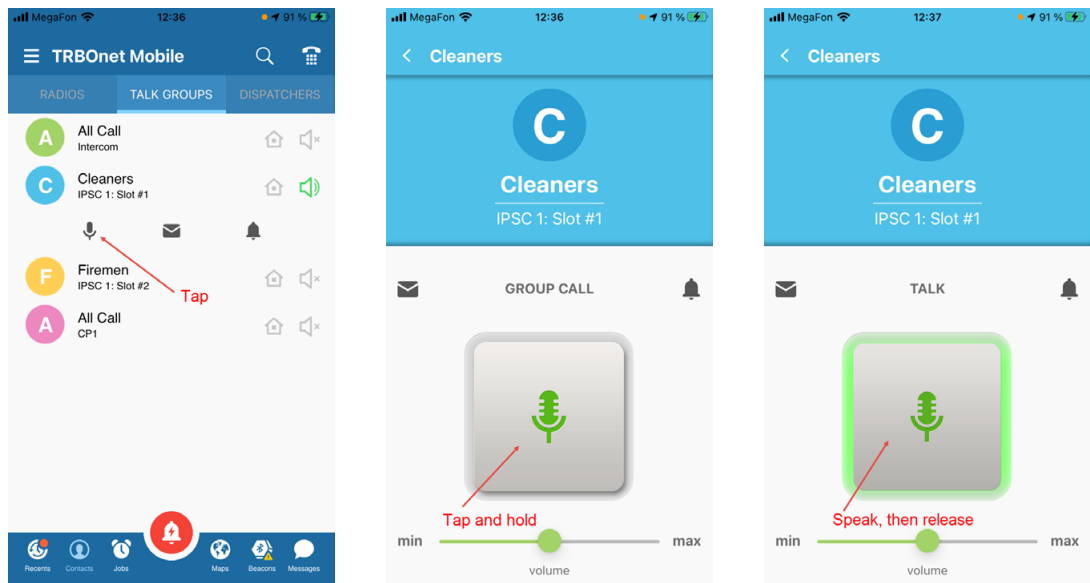 MegaFon 12:36 91 %
TRBOnet Mobile
RADIOS TALK GROUPS DISPATCHERS
A All Call
Intercom
C Cleaners
IPSC 1: Slot #1
F Firemen
IPSC 1: Slot #2
Tap
A All Call
CP1
Recents Contacts Jobs Maps Beacons Messages
MegaFon 12:36 91 %
Cleaners
C
Cleaners
IPSC 1: Slot #1
GROUP CALL
Tap and hold
min max
volume
MegaFon 12:37 91 %
Cleaners
C
Cleaners
IPSC 1: Slot #1
TALK
Speak, then release
min max
volume